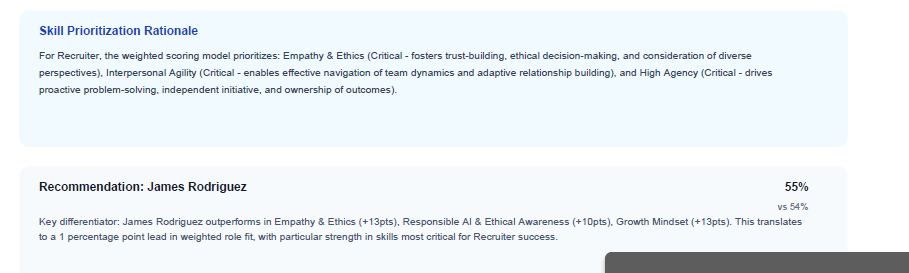 Skill Prioritization Rationale
For Recruiter, the weighted scoring model prioritizes: Empathy & Ethics (Critical - fosters trust-building, ethical decision-making, and consideration of diverse
perspectives), Interpersonal Agility (Critical - enables effective navigation of team dynamics and adaptive relationship building), and High Agency (Critical - drives
proactive problem-solving, independent initiative, and ownership of outcomes).
Recommendation: James Rodriguez
55%
vs 54%
Key differentiator: James Rodriguez outperforms in Empathy & Ethics (+13pts), Responsible AI & Ethical Awareness (+10pts), Growth Mindset (+13pts). This translates
to a 1 percentage point lead in weighted role fit, with particular strength in skills most critical for Recruiter success.